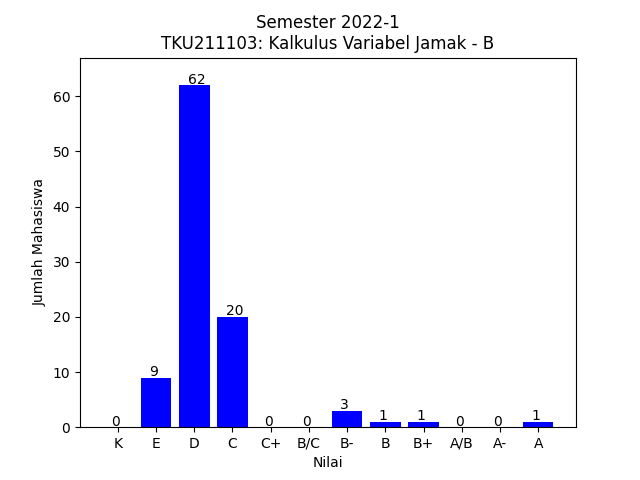 Semester 2022-1
TKU211103: Kalkulus Variabel Jamak - B
Jumlah Mahasiswa
60
50
40
30
20
10
0
0 9 62 20 0 0 3 1 1 0 0 1
K E D C C+ B/C B- B B+ A/B A- A
Nilai